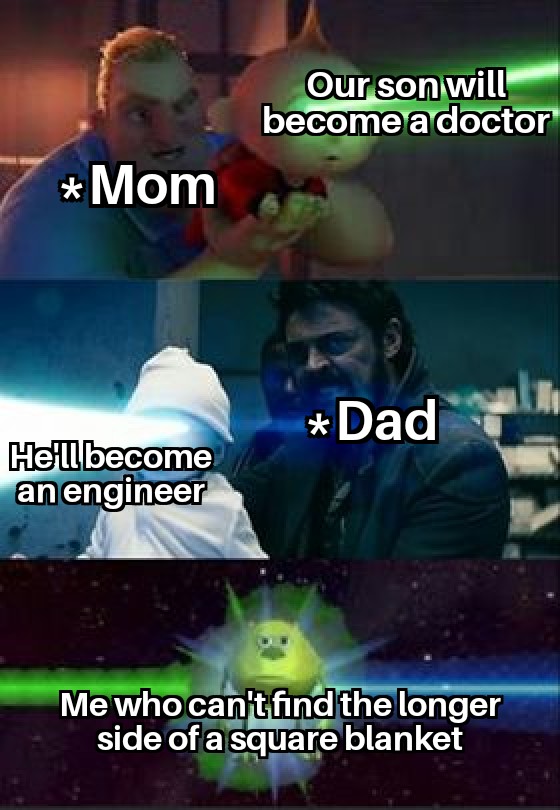 Our son will
become a doctor
*Mom
*Dad
He'll become
an engineer
Me who can't find the longer
side of a square blanket